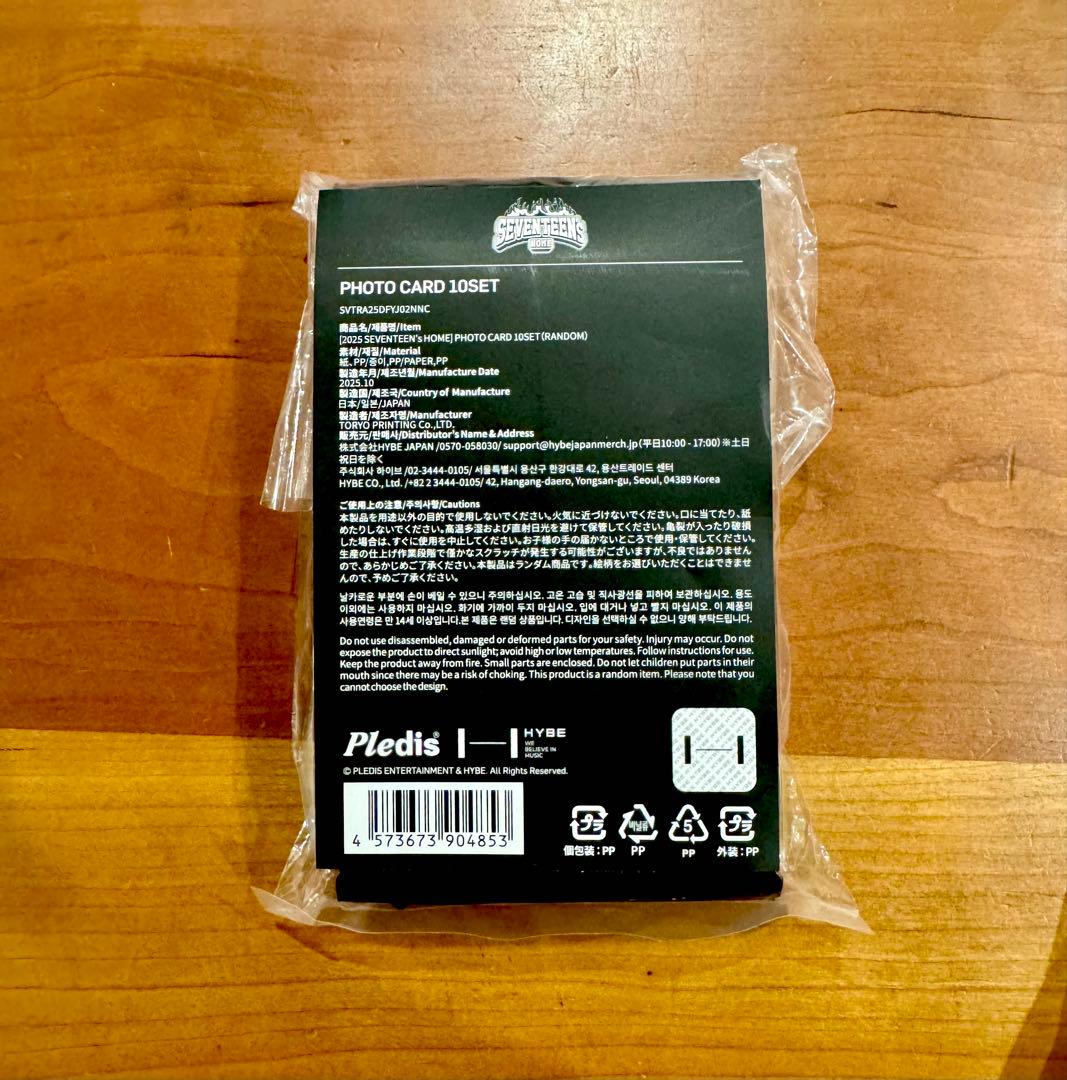 SEVENTEEN'S
HOME
PHOTO CARD 10SET
SVTRA25DFYJ02NNC
商品名/제품명/Item
[2025 SEVENTEEN's HOME] PHOTO CARD 10SET(RANDOM)
素材/재질/Material
紙、PP/종이,PP/PAPER,PP
製造年月/제조년월/Manufacture Date
2025.10
製造国/제조국/Country of Manufacture
日本/일본/JAPAN
製造者/제조자명/Manufacturer
TORYO PRINTING Co.,LTD.
販売元/판매사/Distributor's Name & Address
株式会社HYBE JAPAN /0570-058030/ support@hybejapanmerch.jp(平日10:00 - 17:00)※土日
祝日を除く
주식회사 하이브 /02-3444-0105/ 서울특별시 용산구 한강대로 42, 용산트레이드 센터
HYBE CO., Ltd. /+82 2 3444-0105/ 42, Hangang-daero, Yongsan-gu, Seoul, 04389 Korea
ご使用上の注意/주의사항/Cautions
本製品を用途以外の目的で使用しないでください。火気に近づけないでください。口に当てたり、舐
めたりしないでください。高温多湿および直射日光を避けて保管してください。亀裂が入ったり破損
した場合は、すぐに使用を中止してください。お子様の手の届かないところで使用・保管してください。
生産の仕上げ作業段階で僅かなスクラッチが発生する可能性がございますが、不良ではありません
ので、あらかじめご了承ください。本製品はランダム商品です。絵柄をお選びいただくことはできませ
んので、予めご了承ください。
날카로운 부분에 손이 베일 수 있으니 주의하십시오. 고온 고습 및 직사광선을 피하여 보관하십시오. 용도
이외에는 사용하지 마십시오. 화기에 가까이 두지 마십시오. 입에 대거나 넣고 빨지 마십시오. 이 제품의
사용연령은 만 14세 이상입니다.본 제품은 랜덤 상품입니다. 디자인을 선택하실 수 없으니 양해 부탁드립니다.
Do not use disassembled, damaged or deformed parts for your safety. Injury may occur. Do not
expose the product to direct sunlight; avoid high or low temperatures. Follow instructions for use.
Keep the product away from fire. Small parts are enclosed. Do not let children put parts in their
mouth since there may be a risk of choking. This product is a random item. Please note that you
cannot choose the design.
Pledis® HYBE
WE
BELIEVE IN
MUSIC
© PLEDIS ENTERTAINMENT & HYBE. All Rights Reserved.
4 573673 904853
プラ 비닐류 5 プラ
個包装：PP PP PP 外装：PP